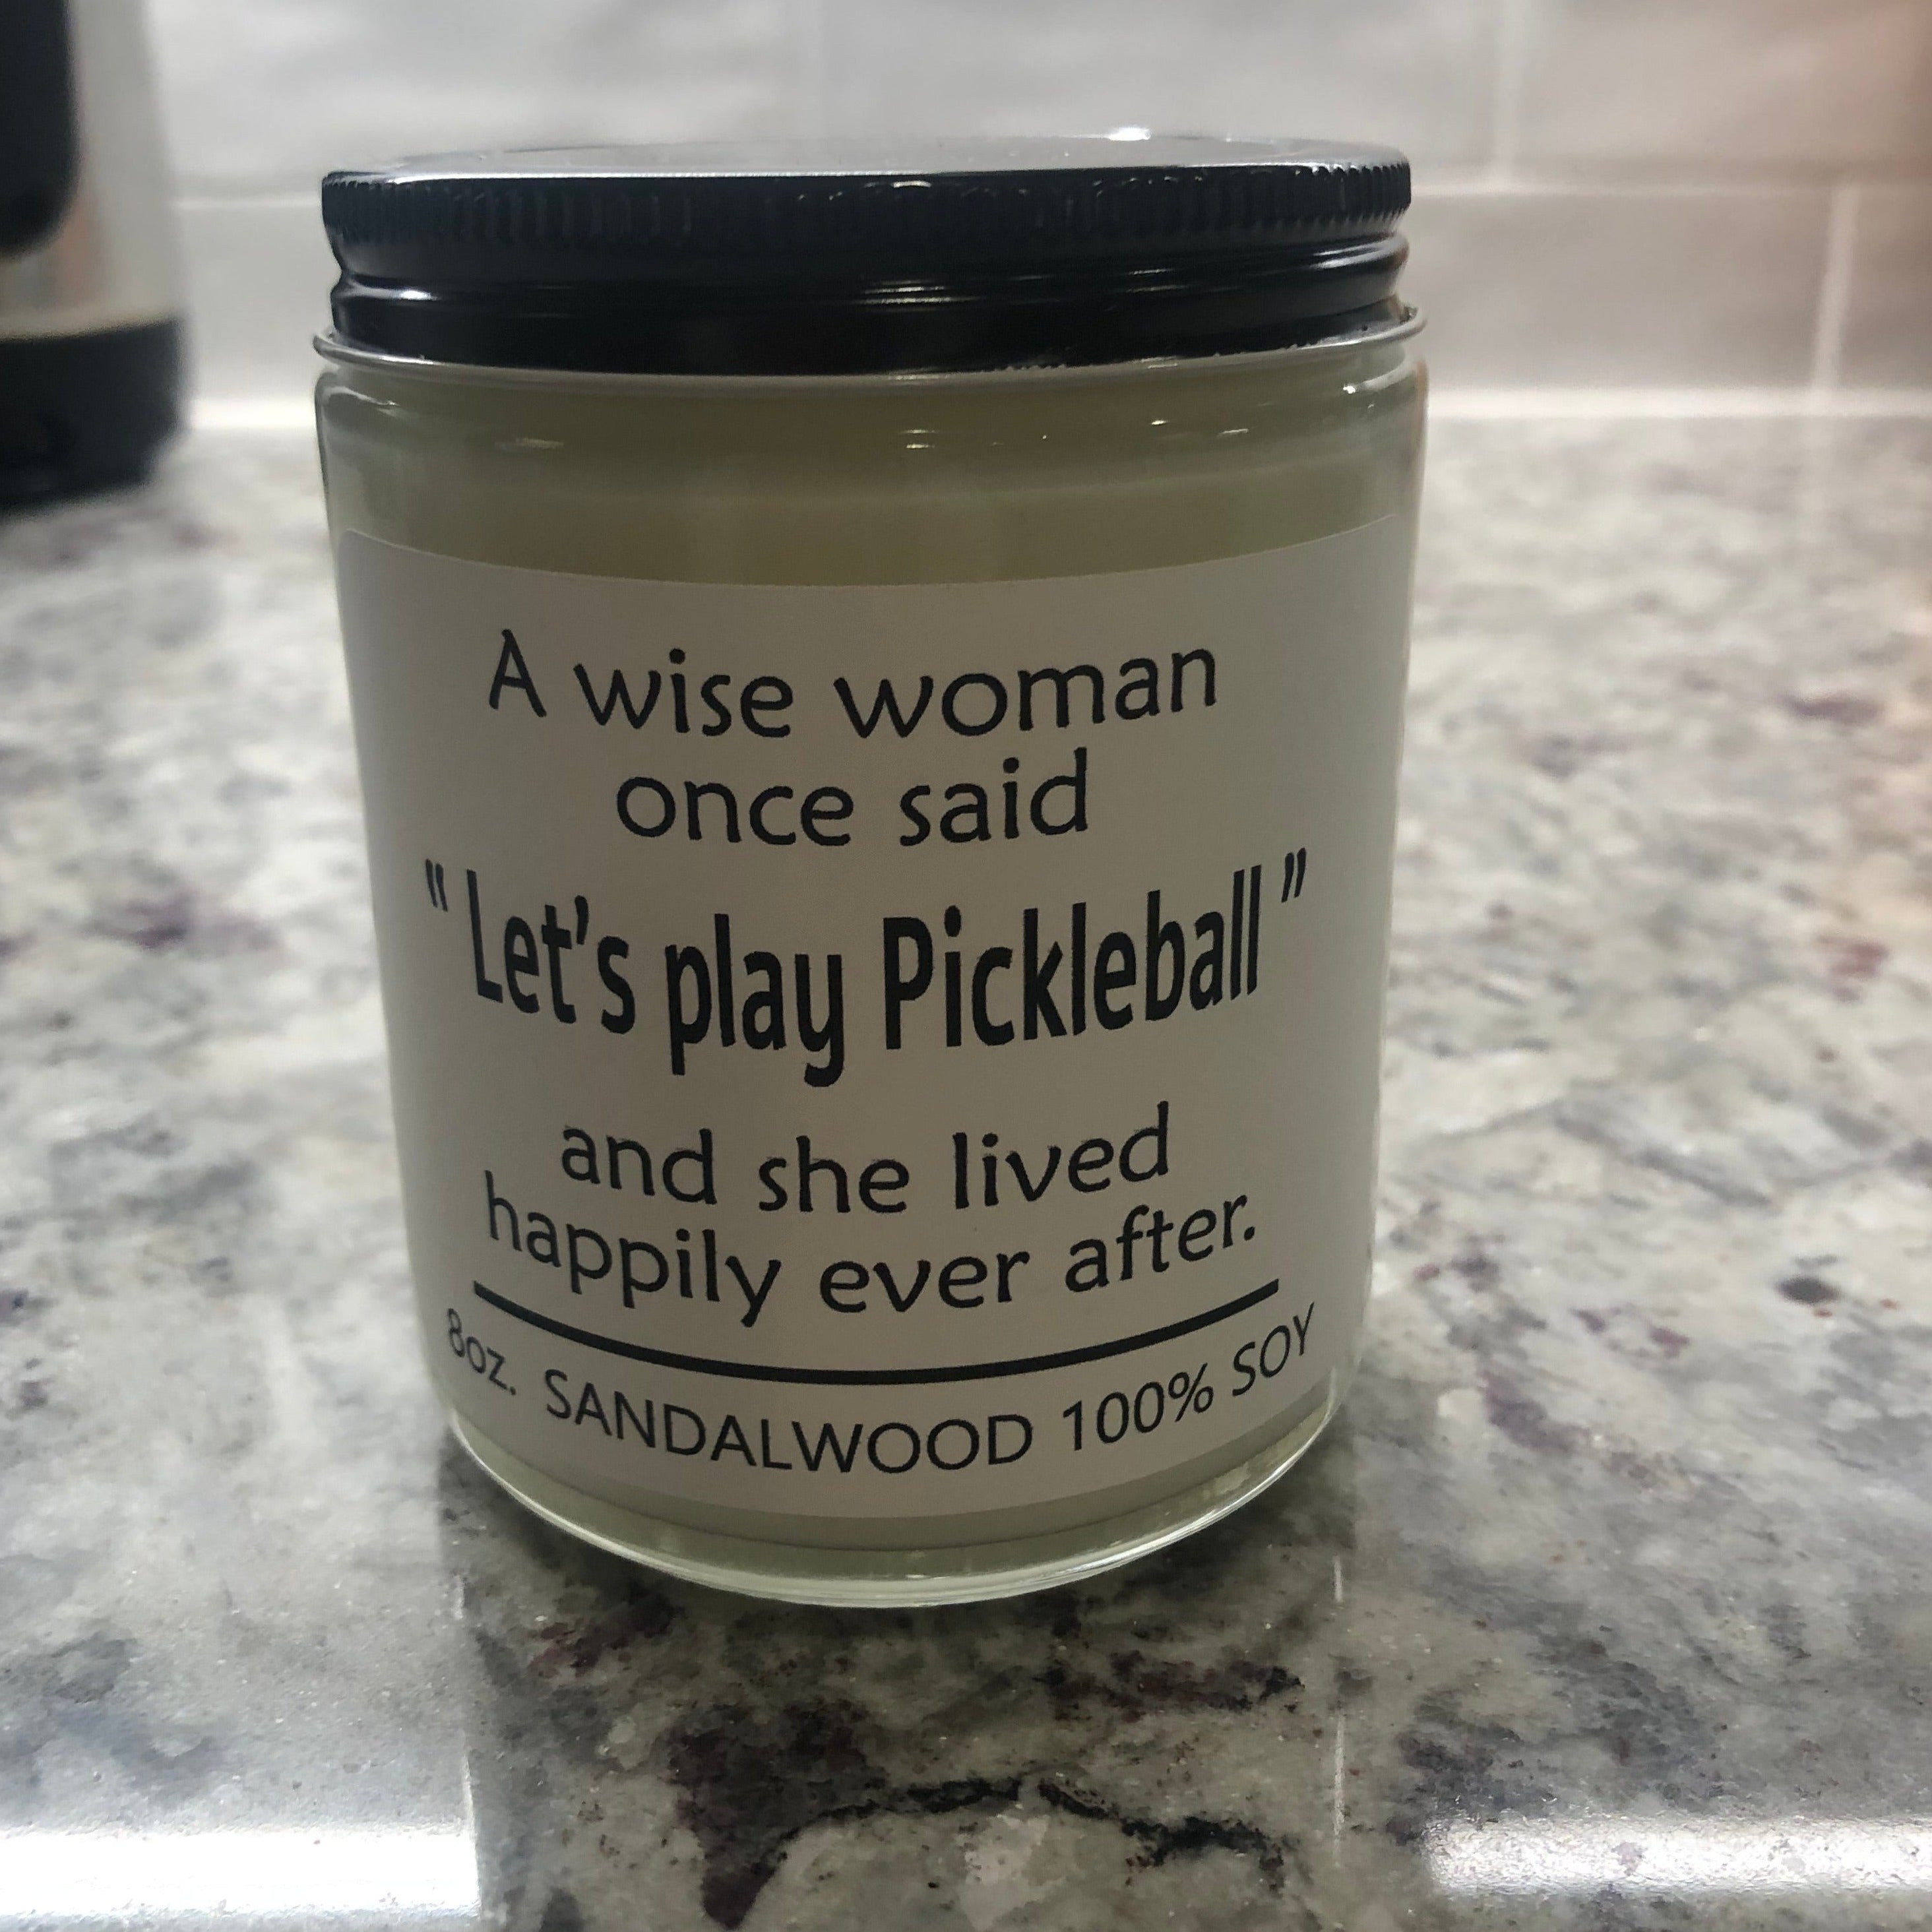 A wise woman
once said
"Let's play Pickleball"
and she lived
happily ever after.
8oz. SANDALWOOD 100% SOY